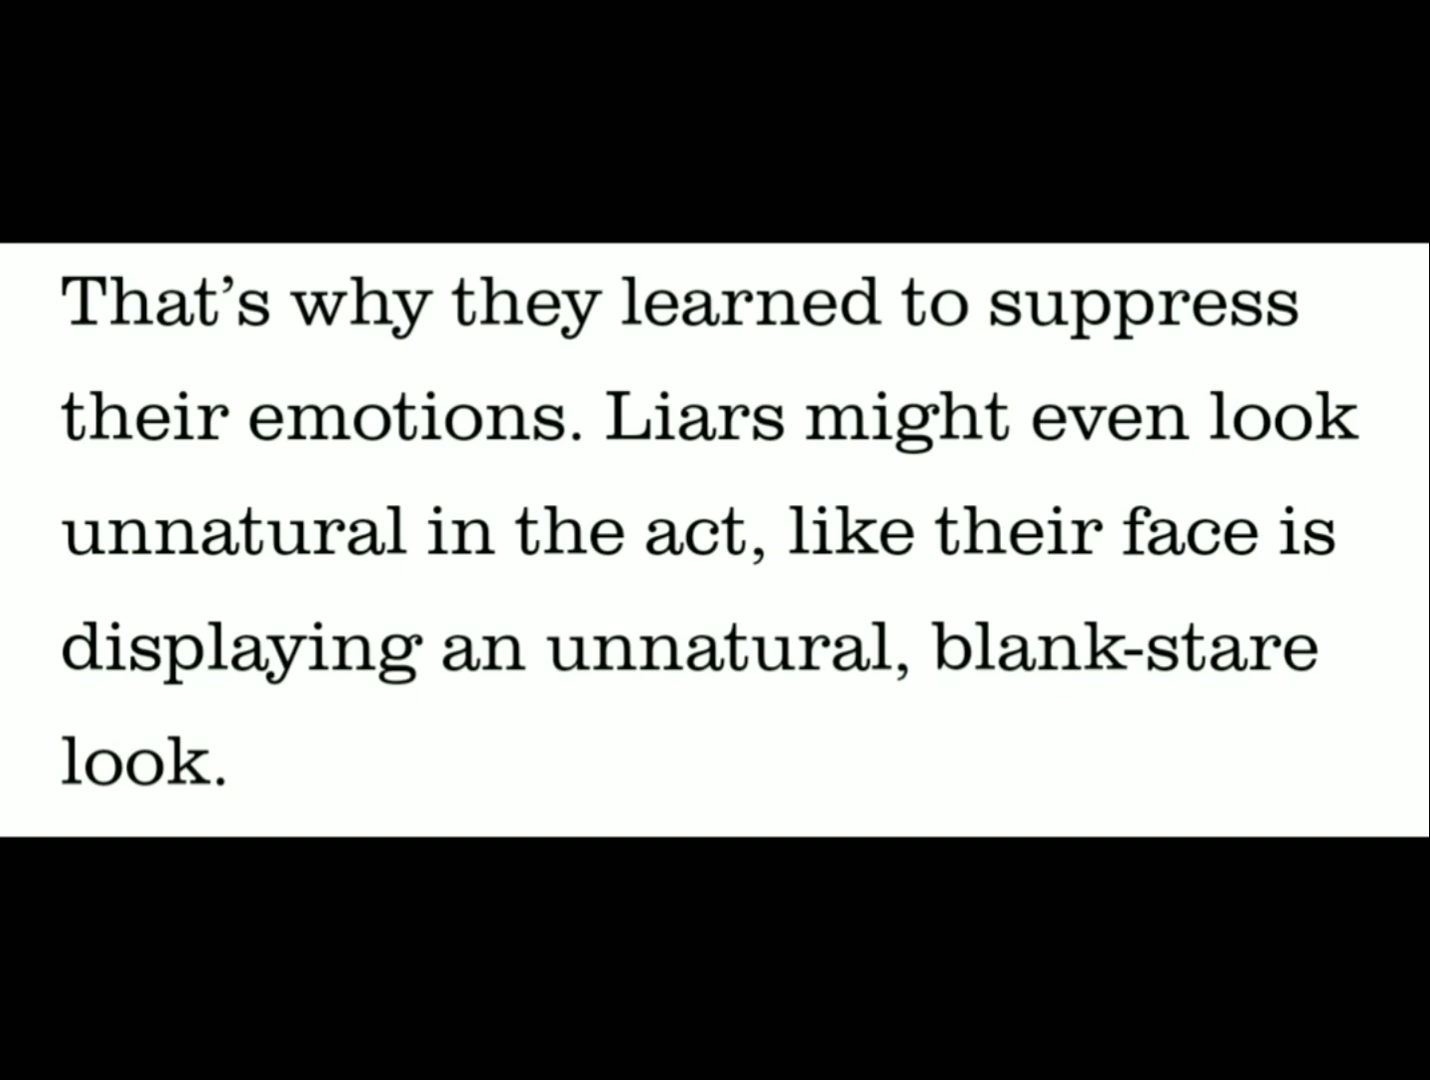 That’s why they learned to suppress
their emotions. Liars might even look
unnatural in the act, like their face is
displaying an unnatural, blank-stare
look.